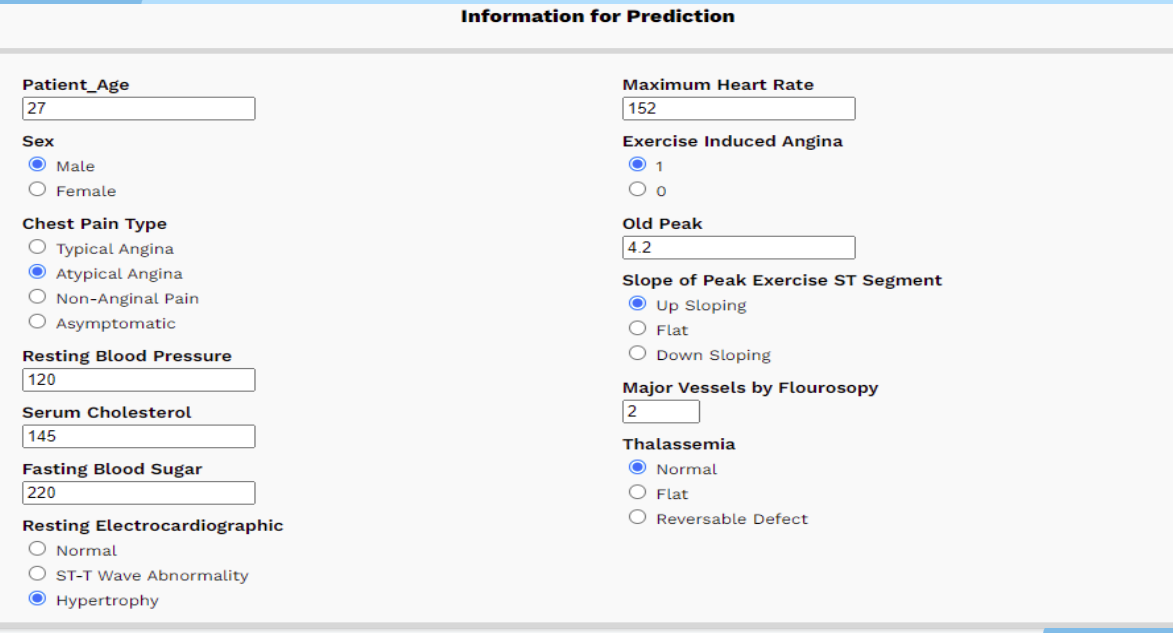 Information for Prediction
Patient_Age
27
Sex
Male
Female
Chest Pain Type
Typical Angina
Atypical Angina
Non-Anginal Pain
Asymptomatic
Resting Blood Pressure
120
Serum Cholesterol
145
Fasting Blood Sugar
220
Resting Electrocardiographic
Normal
ST-T Wave Abnormality
Hypertrophy
Maximum Heart Rate
152
Exercise Induced Angina
1
0
Old Peak
4.2
Slope of Peak Exercise ST Segment
Up Sloping
Flat
Down Sloping
Major Vessels by Flourosopy
2
Thalassemia
Normal
Flat
Reversable Defect